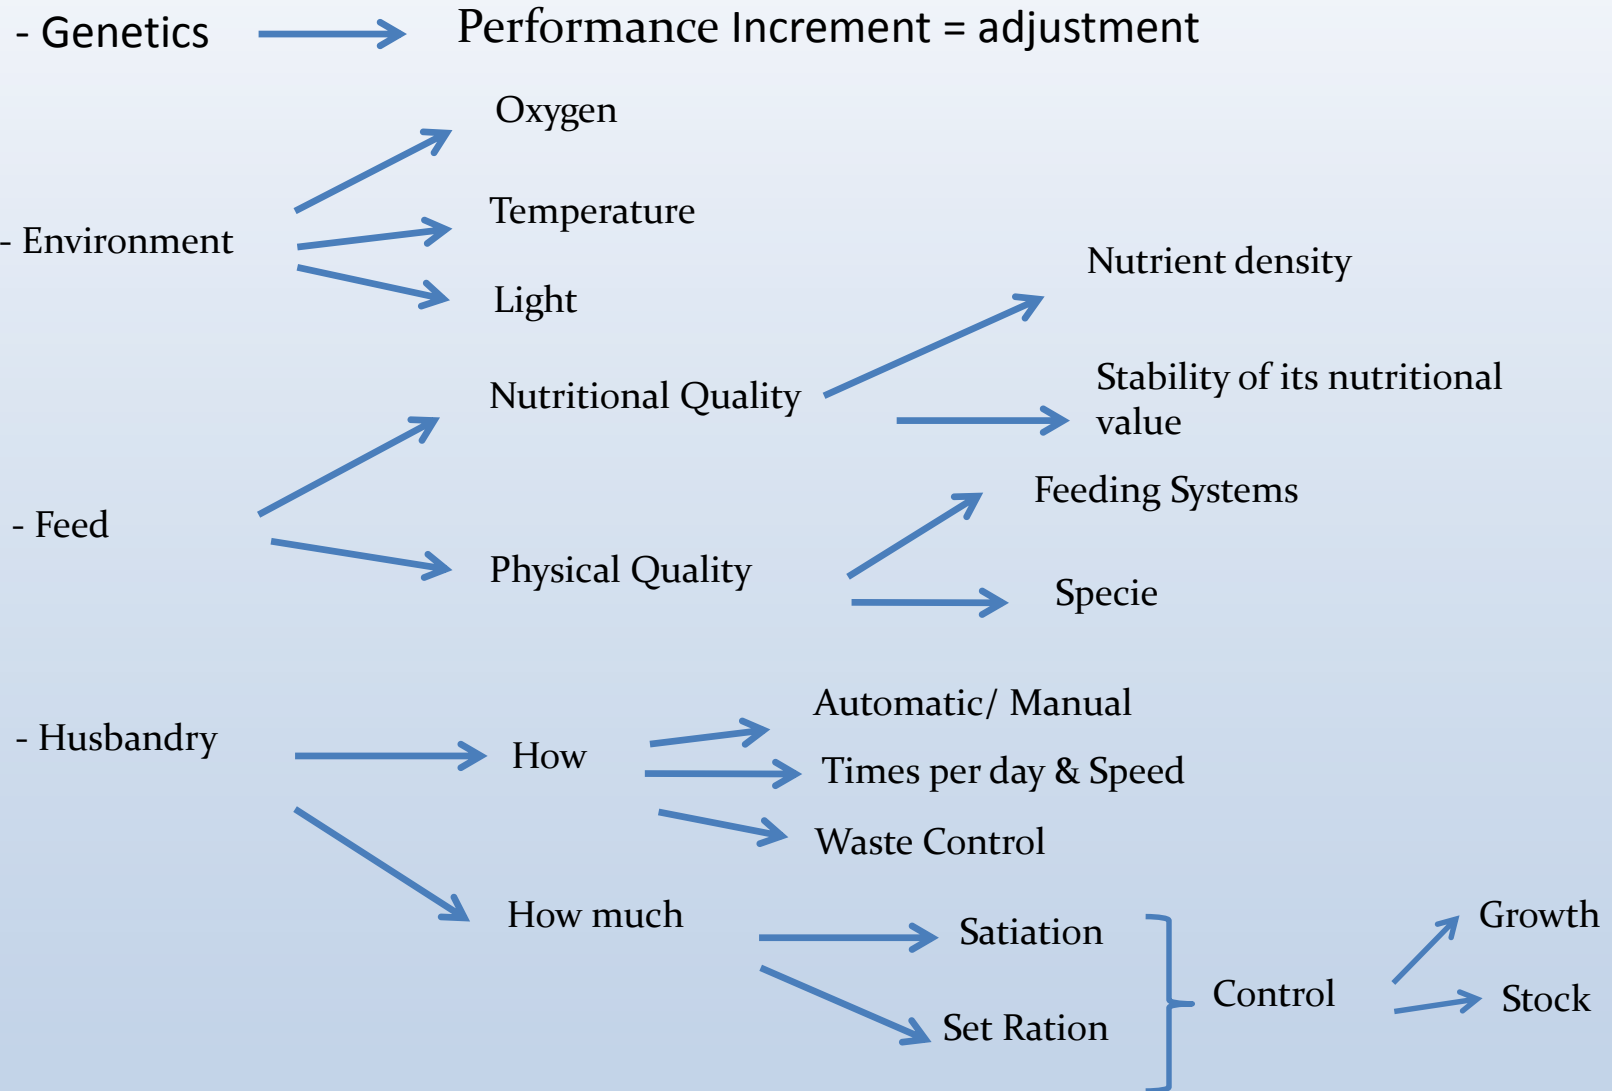 - Genetics
Performance Increment = adjustment
Oxygen
Temperature
- Environment
Light
Nutrient density
Nutritional Quality
Stability of its nutritional
value
- Feed
Feeding Systems
Physical Quality
Specie
- Husbandry
How
Automatic/ Manual
Times per day & Speed
Waste Control
How much
Satiation
Set Ration
Control
Growth
Stock